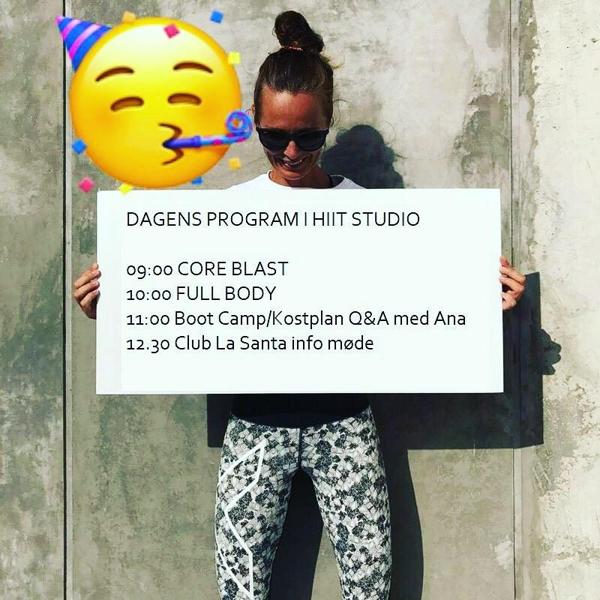 DAGENS PROGRAM I HIIT STUDIO
09:00 CORE BLAST
10:00 FULL BODY
11:00 Boot Camp/Kostplan Q&A med Ana
12.30 Club La Santa info møde